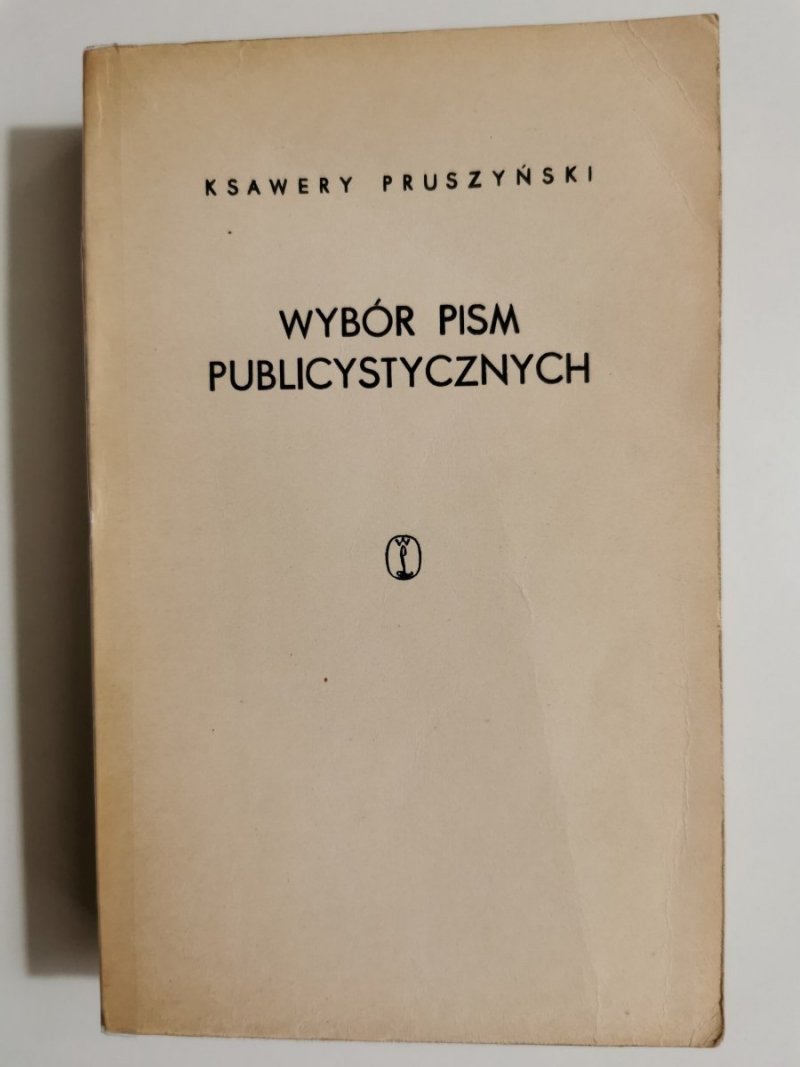 KSAWERY PRUSZYŃSKI
WYBÓR PISM
PUBLICYSTYCZNYCH
W